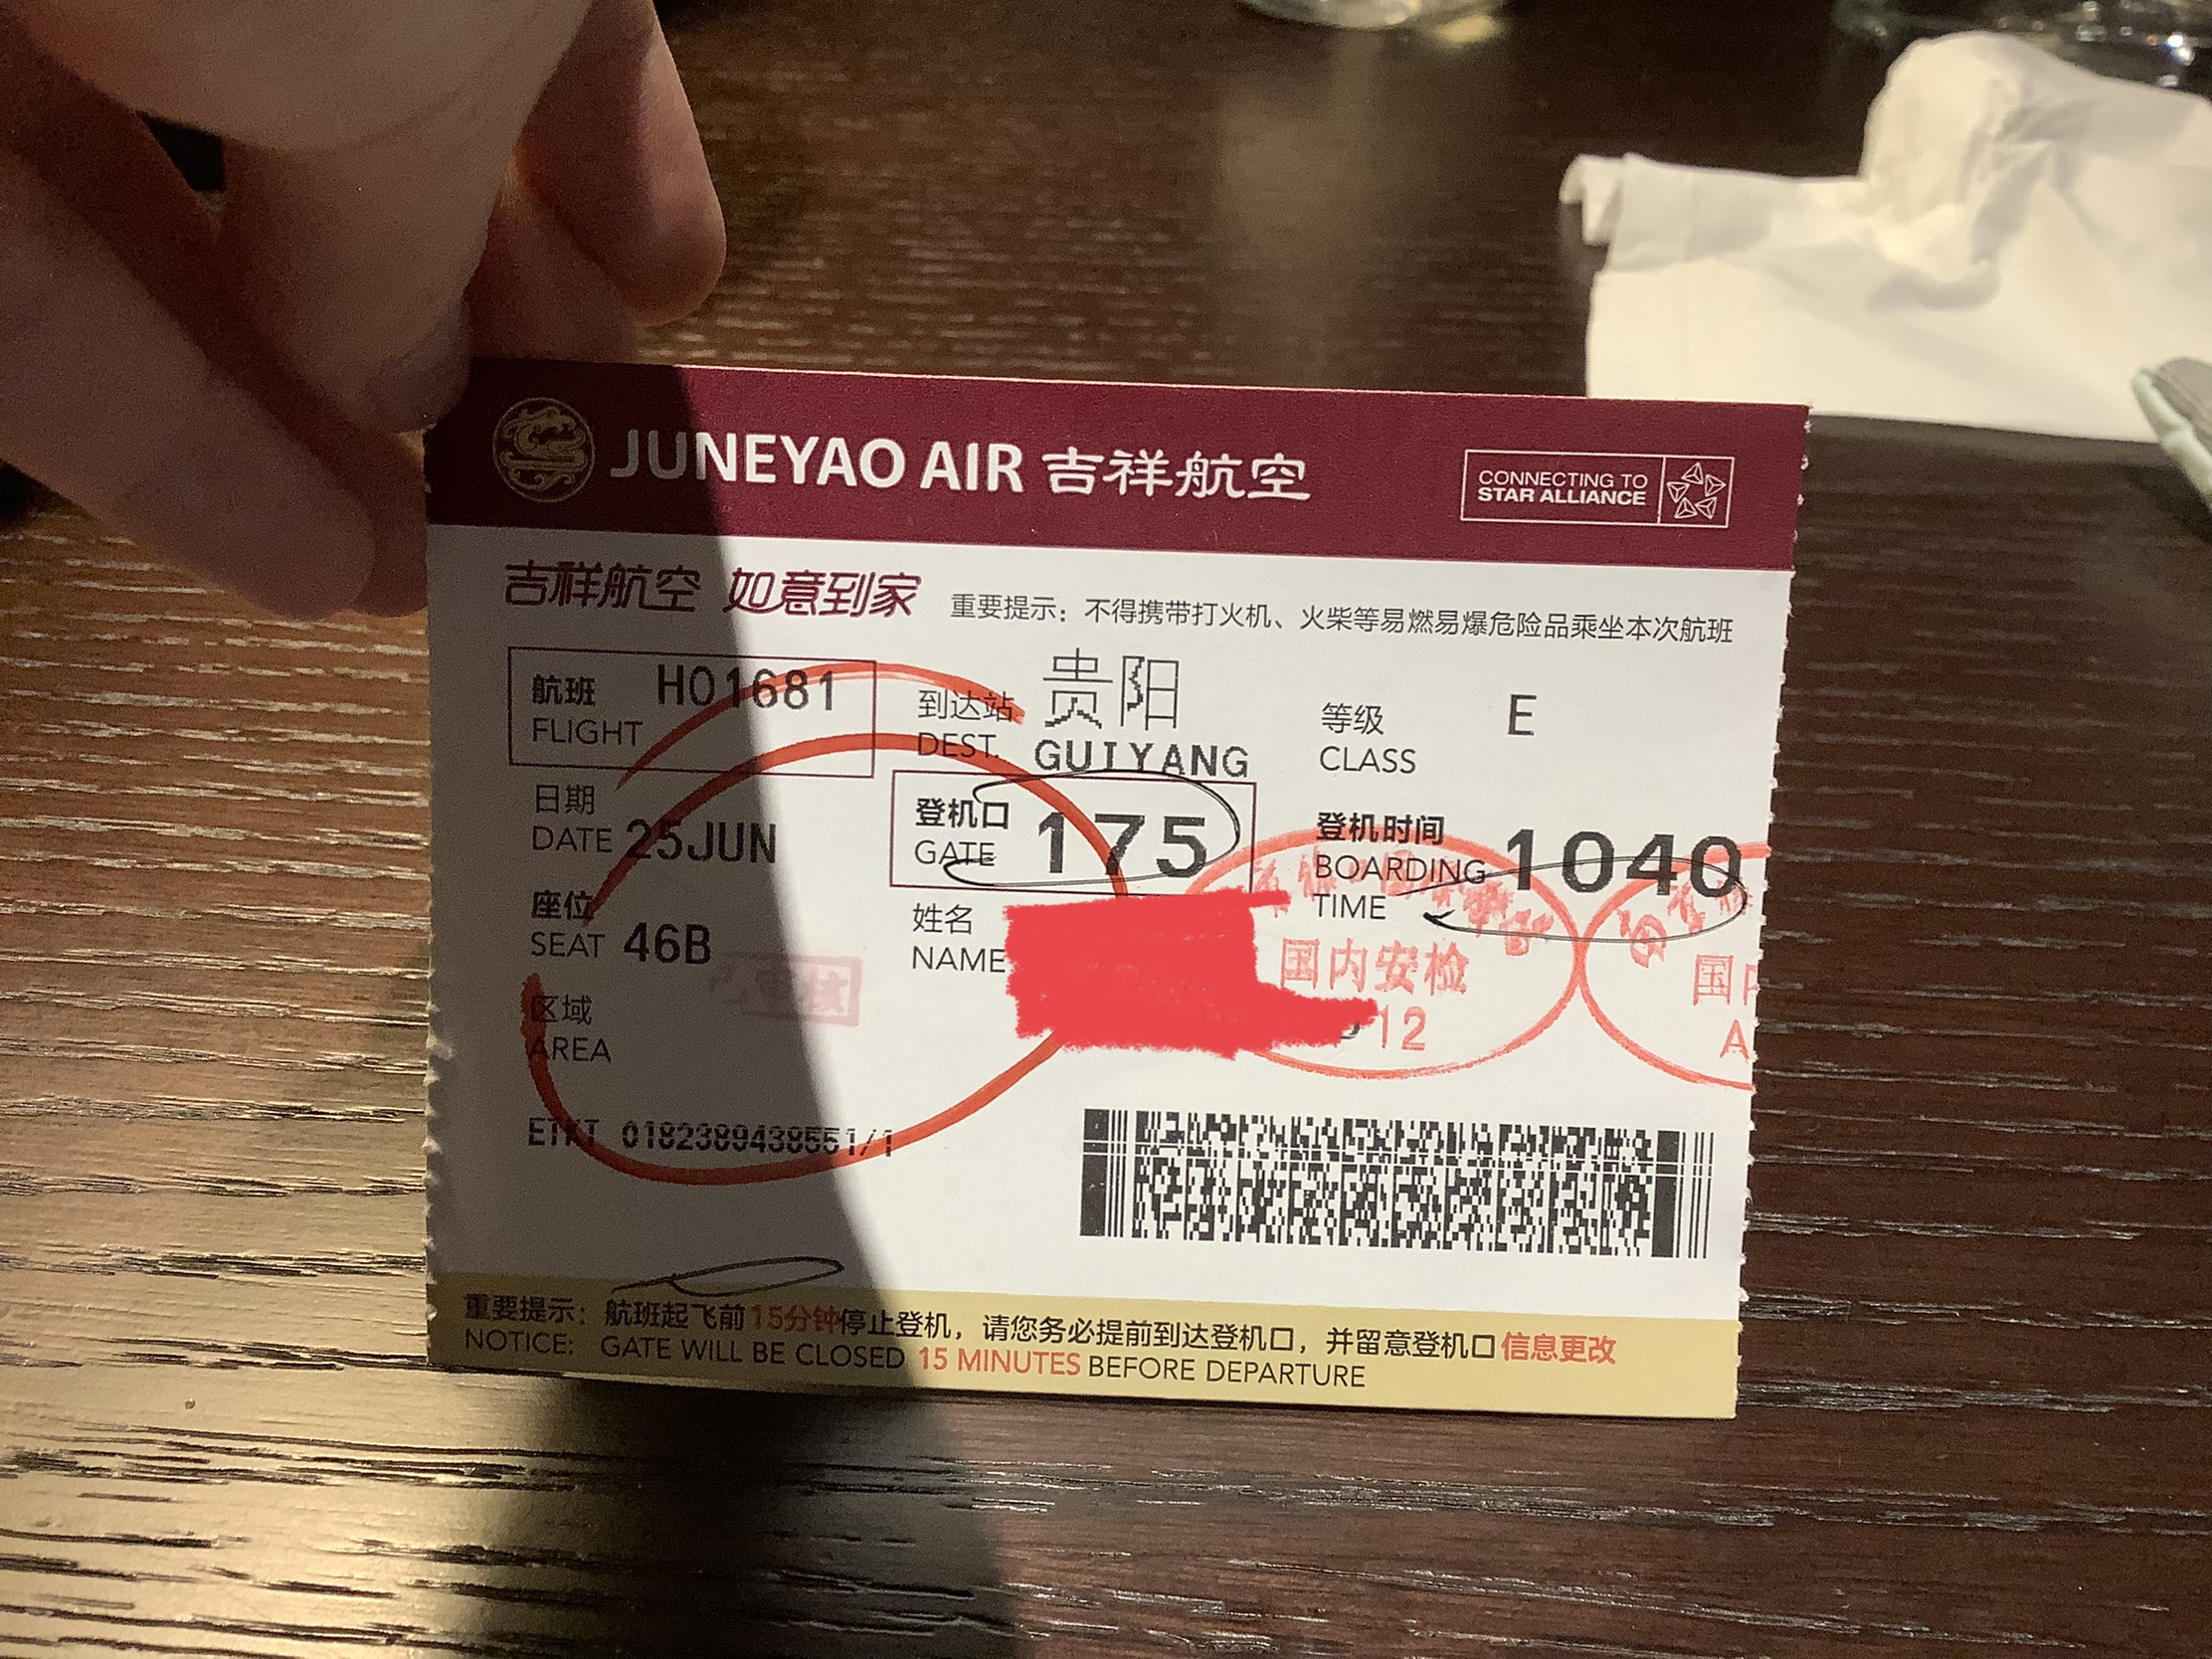 JUNEYAO AIR 吉祥航空
CONNECTING TO
STAR ALLIANCE
吉祥航空 如意到家
重要提示：不得携带打火机、火柴等易燃易爆危险品乘坐本次航班
航班 HO1681
FLIGHT
到达站 贵阳
DEST. GUIYANG
等级 E
CLASS
日期
DATE 25JUN
登机口 175
GATE
登机时间 1040
BOARDING
TIME
座位
SEAT 46B
姓名
NAME
国内安检
12
国内
A
区域
AREA
ETKT 0182389438551/1
重要提示：航班起飞前15分钟停止登机，请您务必提前到达登机口，并留意登机口信息更改
NOTICE: GATE WILL BE CLOSED 15 MINUTES BEFORE DEPARTURE